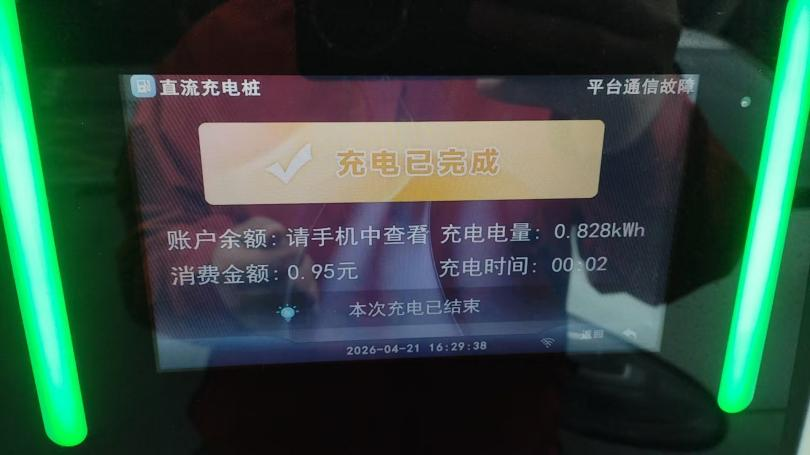 直流充电桩 平台通信故障
充电已完成
账户余额: 请手机中查看 充电电量: 0.828kWh
消费金额: 0.95元 充电时间: 00:02
本次充电已结束
返回
2026-04-21 16:29:38